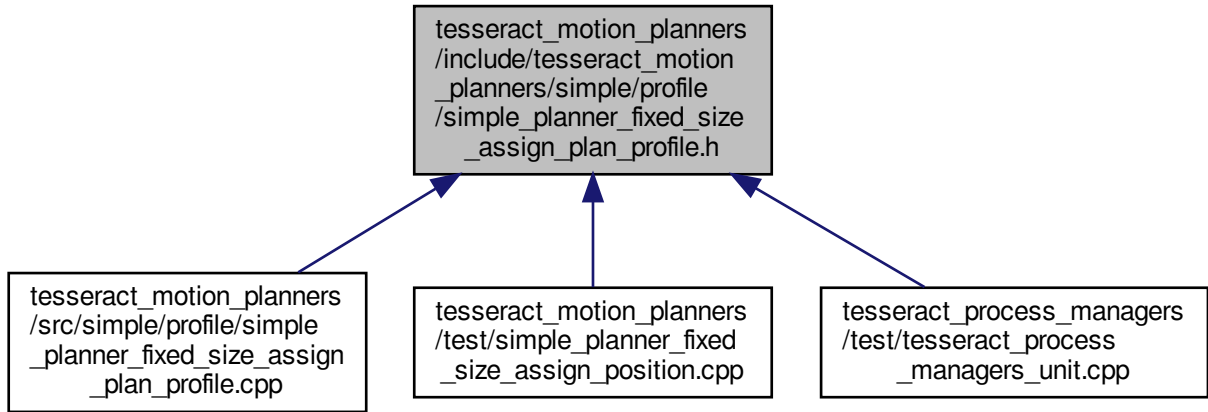 tesseract_motion_planners
/include/tesseract_motion
_planners/simple/profile
/simple_planner_fixed_size
_assign_plan_profile.h
tesseract_motion_planners
/src/simple/profile/simple
_planner_fixed_size_assign
_plan_profile.cpp
tesseract_motion_planners
/test/simple_planner_fixed
_size_assign_position.cpp
tesseract_process_managers
/test/tesseract_process
_managers_unit.cpp